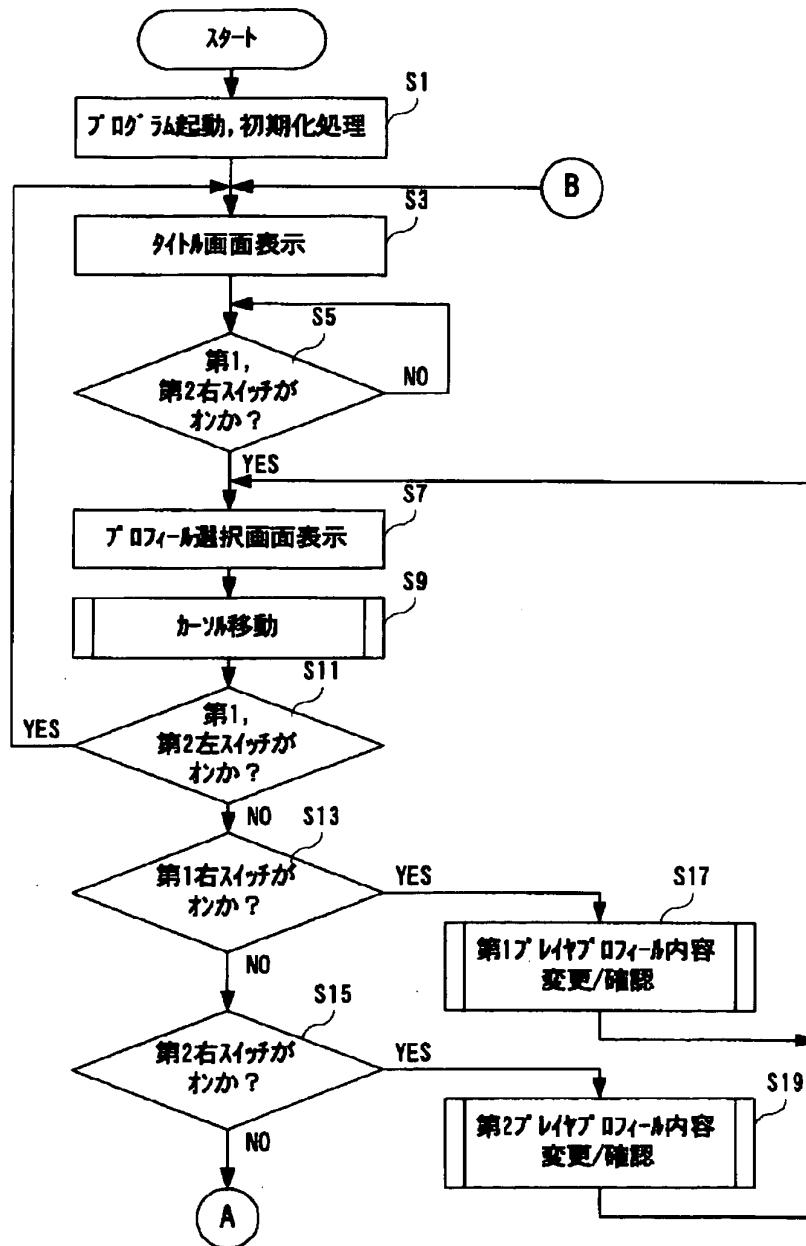 スタート
S1
プログラム起動,初期化処理
B
S3
タイトル画面表示
S5
第1,
第2右スイッチが
オンか?
NO
YES
S7
プロフィール選択画面表示
S9
カーソル移動
S11
第1,
第2左スイッチが
オンか?
YES
NO
S13
第1右スイッチが
オンか?
YES
S17
第1プレイヤプロフィール内容
変更/確認
NO
S15
第2右スイッチが
オンか?
YES
S19
第2プレイヤプロフィール内容
変更/確認
NO
A